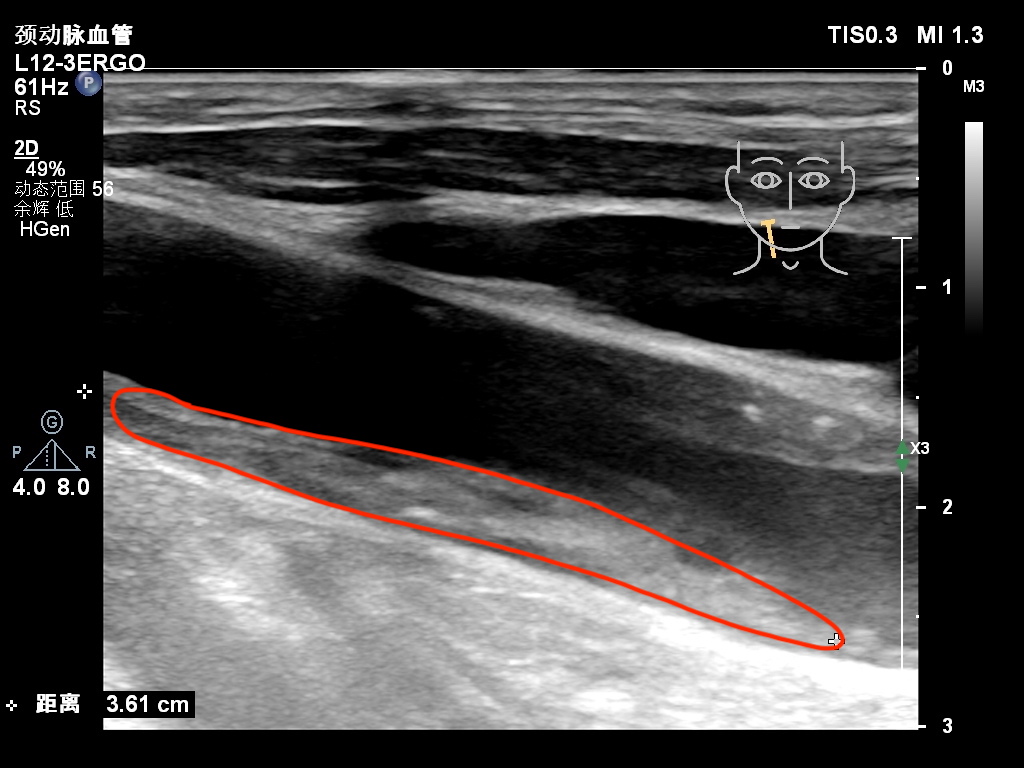 颈动脉血管
TIS0.3 MI 1.3
L12-3ERGO
61Hz P
RS
0
M3
2D
49%
动态范围 56
余辉 低
HGen
1
G
P R
4.0 8.0
X3
2
距离 3.61 cm
3